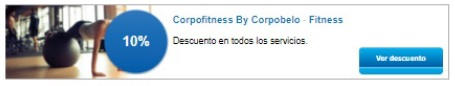 Corpofitness By Corpobelo - Fitness
10%
Descuento en todos los servicios.
Ver descuento